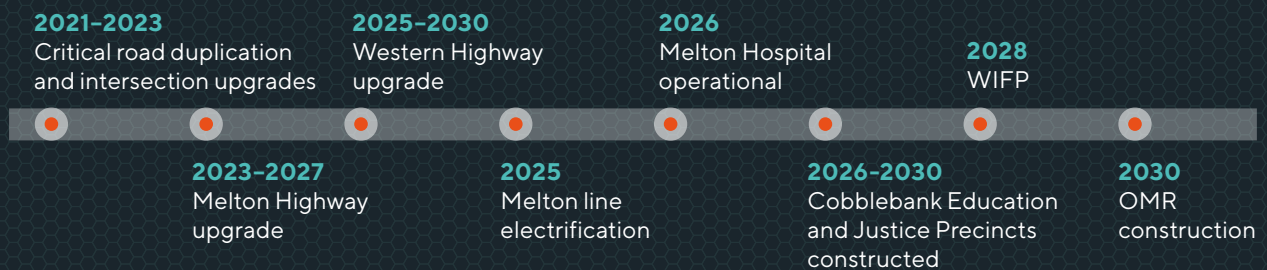 2021–2023
Critical road duplication
and intersection upgrades
2023–2027
Melton Highway
upgrade
2025–2030
Western Highway
upgrade
2025
Melton line
electrification
2026
Melton Hospital
operational
2026-2030
Cobblebank Education
and Justice Precincts
constructed
2028
WIFP
2030
OMR
construction